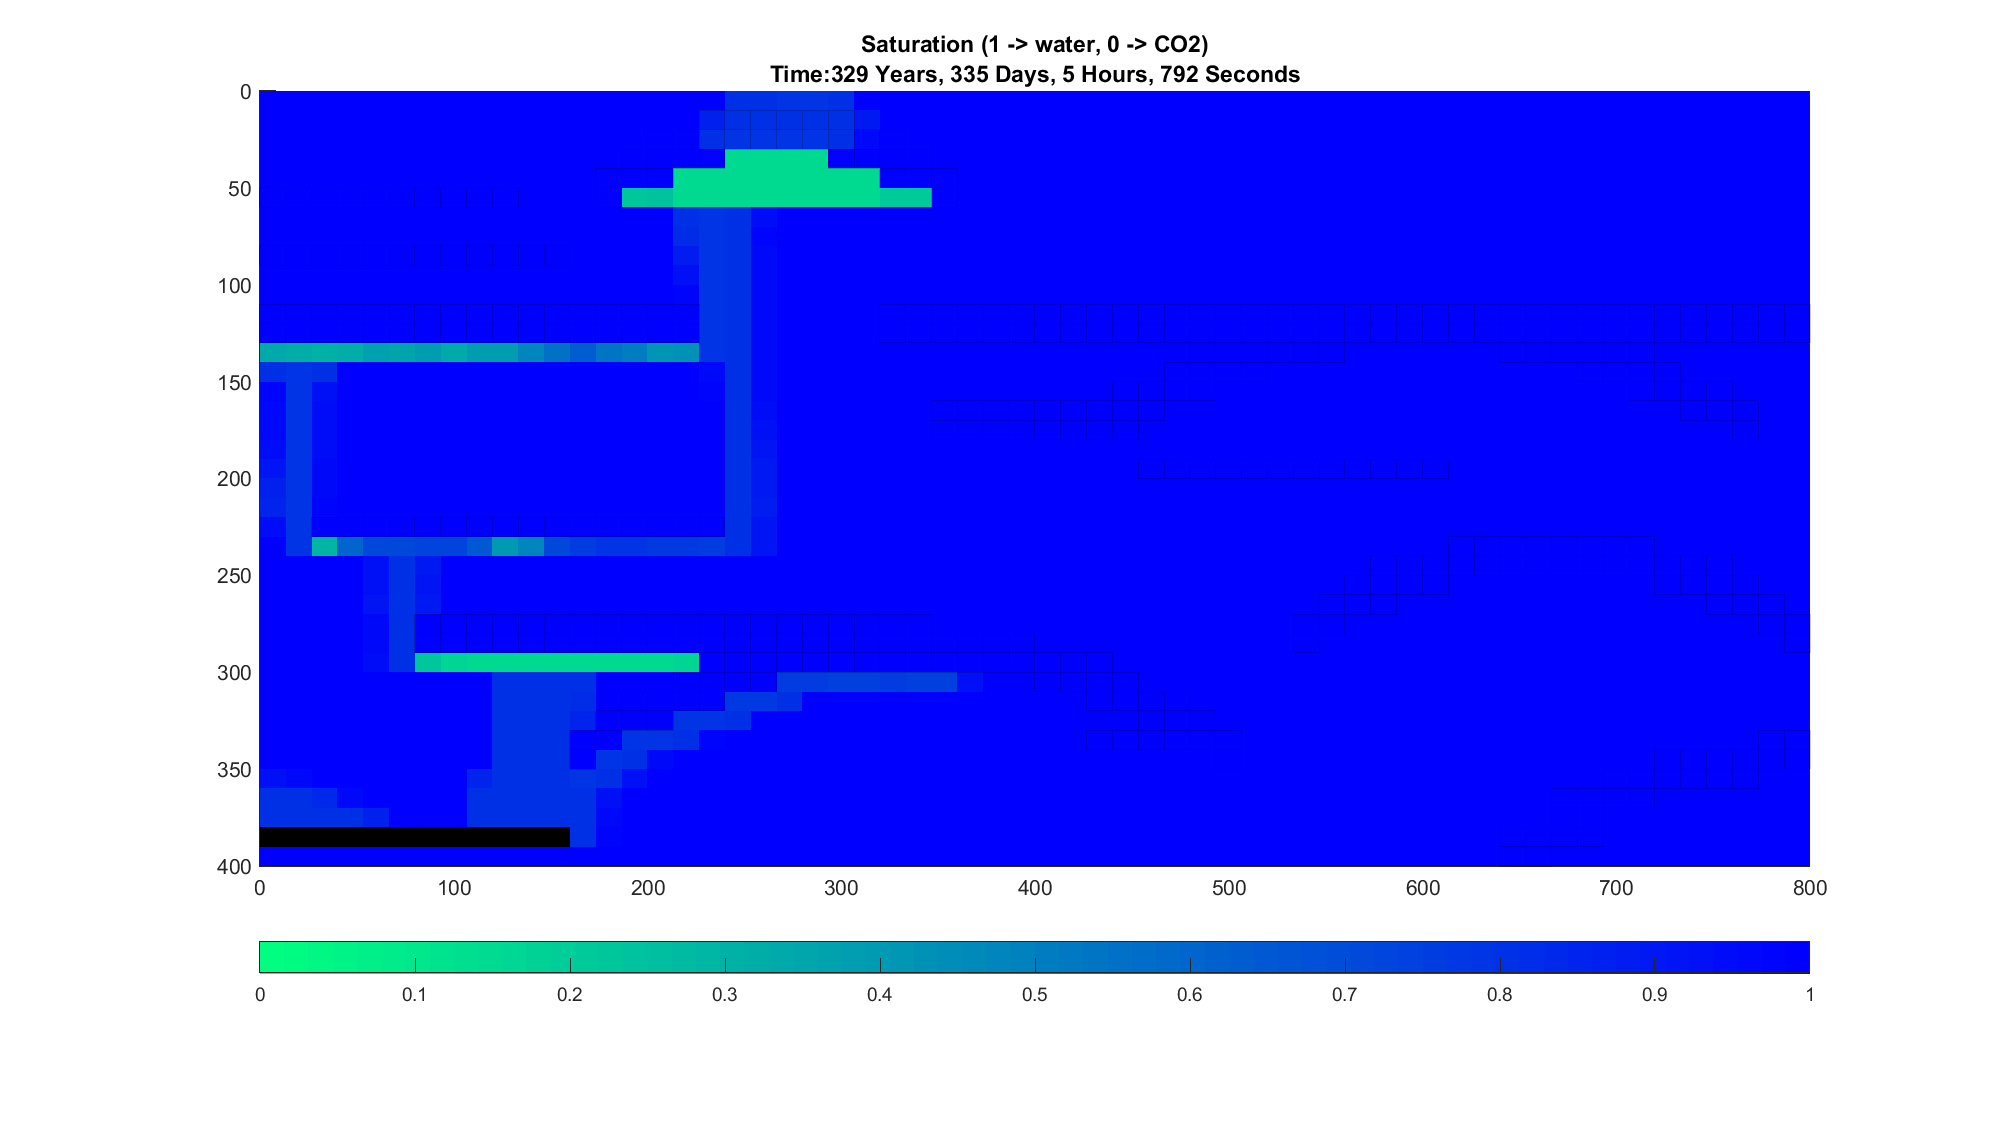 Saturation (1 -> water, 0 -> CO2)
Time:329 Years, 335 Days, 5 Hours, 792 Seconds
0
50
100
150
200
250
300
350
400
0 100 200 300 400 500 600 700 800
0 0.1 0.2 0.3 0.4 0.5 0.6 0.7 0.8 0.9 1